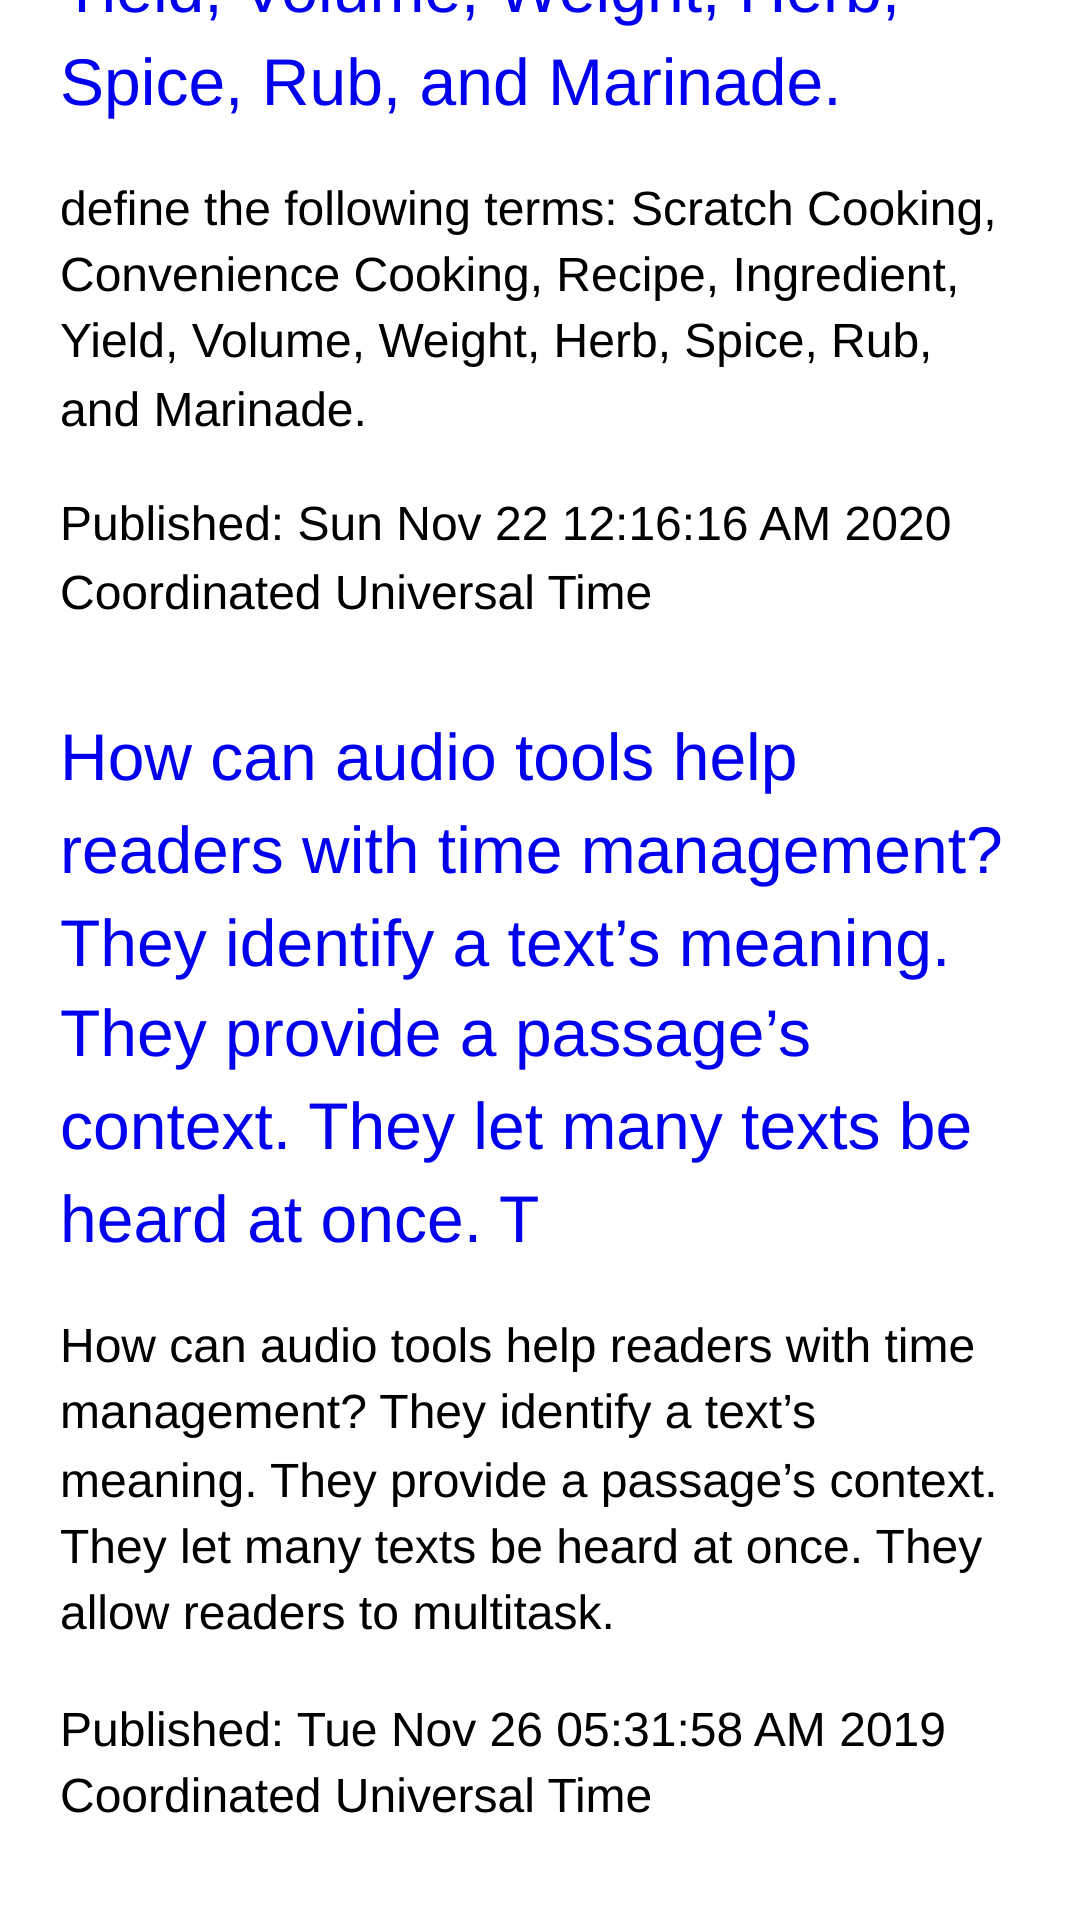 Yield, Volume, Weight, Herb,
Spice, Rub, and Marinade.
define the following terms: Scratch Cooking,
Convenience Cooking, Recipe, Ingredient,
Yield, Volume, Weight, Herb, Spice, Rub,
and Marinade.
Published: Sun Nov 22 12:16:16 AM 2020
Coordinated Universal Time
How can audio tools help
readers with time management?
They identify a text’s meaning.
They provide a passage’s
context. They let many texts be
heard at once. T
How can audio tools help readers with time
management? They identify a text’s
meaning. They provide a passage’s context.
They let many texts be heard at once. They
allow readers to multitask.
Published: Tue Nov 26 05:31:58 AM 2019
Coordinated Universal Time